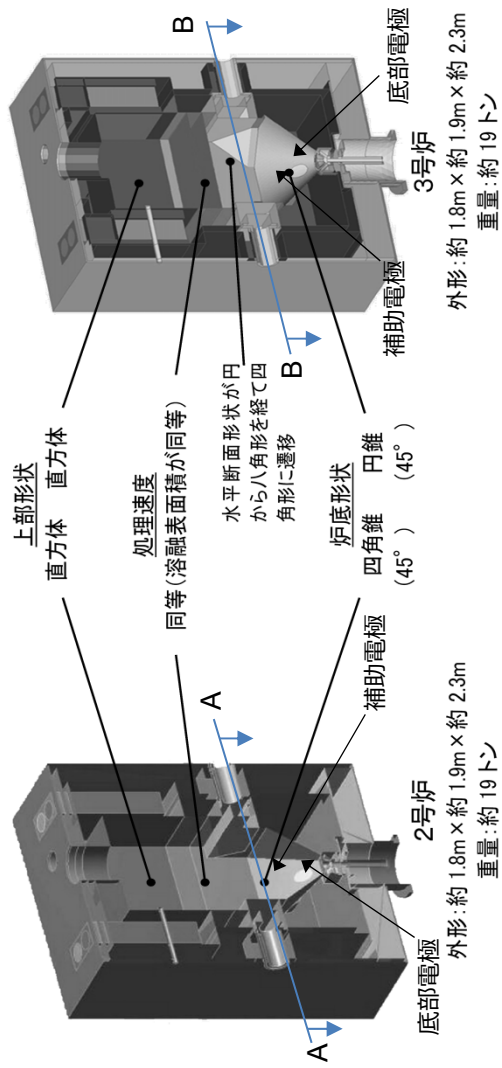 上部形状
直方体 直方体
処理速度
同等(溶融表面積が同等)
水平断面形状が円
から八角形を経て四
角形に遷移
炉底形状
四角錐 円錐
(45°) (45°)
A
A
補助電極
底部電極
2号炉
外形:約 1.8m×約 1.9m×約 2.3m
重量:約 19 トン
B
B
底部電極
補助電極
3号炉
外形:約 1.8m×約 1.9m×約 2.3m
重量:約 19 トン